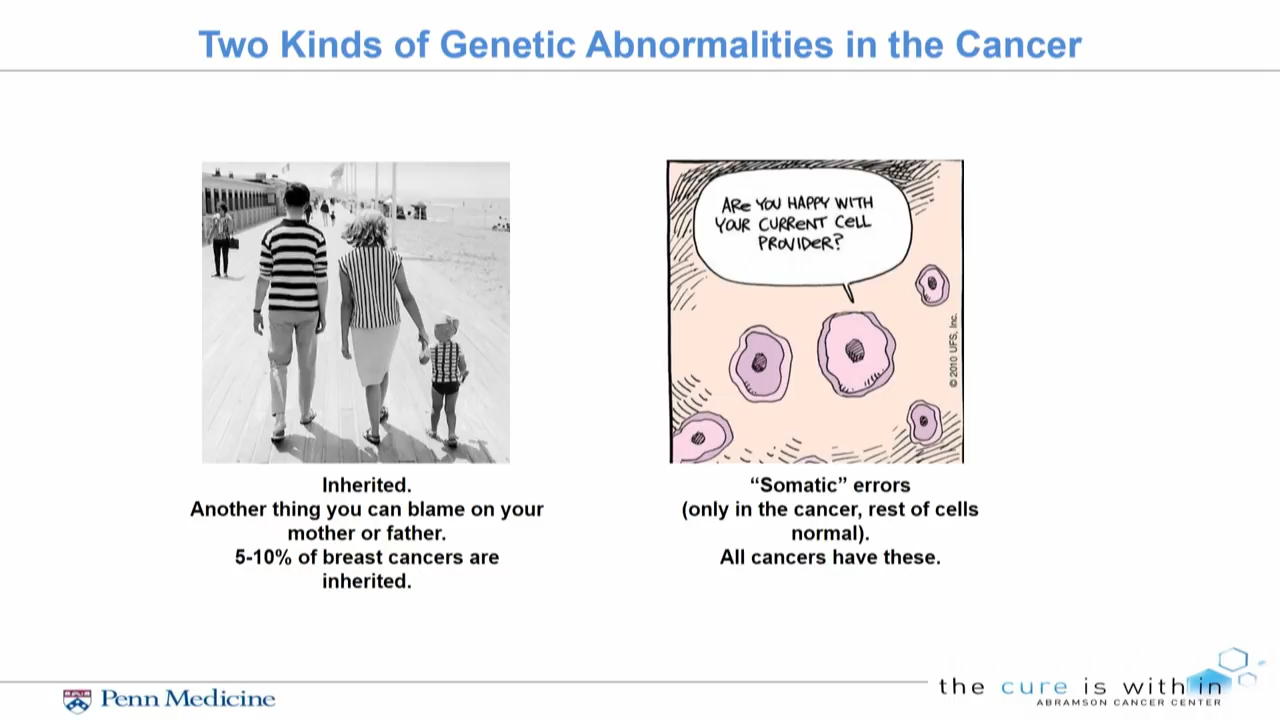 Two Kinds of Genetic Abnormalities in the Cancer
ARE YOU HAPPY WITH
YOUR CURRENT CELL
PROVIDER?
© 2010 UFS, Inc.
Inherited.
Another thing you can blame on your
mother or father.
5-10% of breast cancers are
inherited.
“Somatic” errors
(only in the cancer, rest of cells
normal).
All cancers have these.
Penn Medicine
the cure is within
ABRAMSON CANCER CENTER